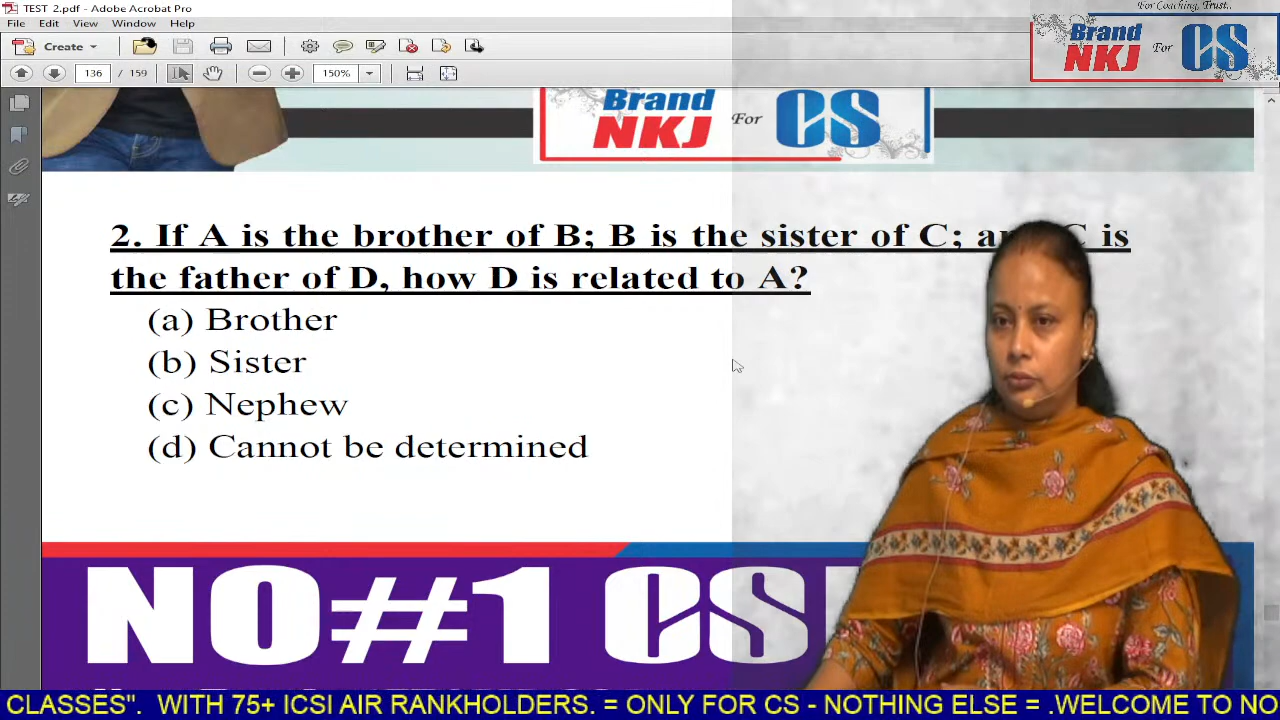 TEST 2.pdf - Adobe Acrobat Pro
For Coaching, Trust..
File Edit View Window Help
Create
Brand
NKJ For CS
136 / 159 150%
Brand
NKJ For CS
2. If A is the brother of B; B is the sister of C; C is
the father of D, how D is related to A?
(a) Brother
(b) Sister
(c) Nephew
(d) Cannot be determined
NO#1 CS
CLASSES". WITH 75+ ICSI AIR RANKHOLDERS. = ONLY FOR CS - NOTHING ELSE = .WELCOME TO NO